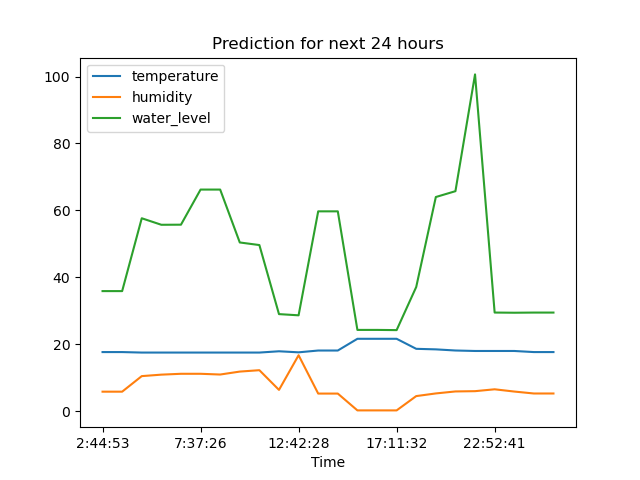 Prediction for next 24 hours
temperature
humidity
water_level
100
80
60
40
20
0
2:44:53 7:37:26 12:42:28 17:11:32 22:52:41
Time